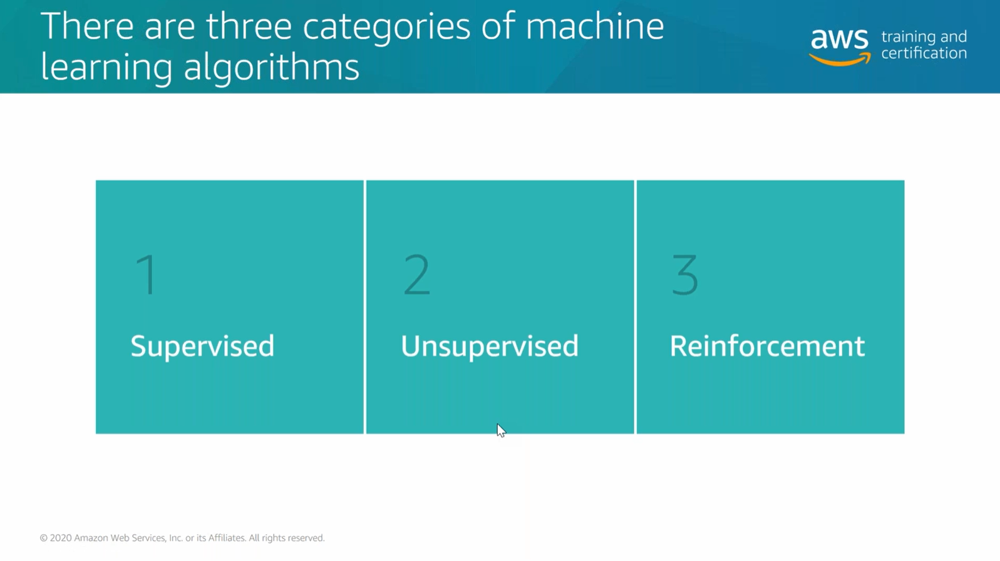 There are three categories of machine
learning algorithms
aws training and
certification
1
Supervised
2
Unsupervised
3
Reinforcement
© 2020 Amazon Web Services, Inc. or its Affiliates. All rights reserved.